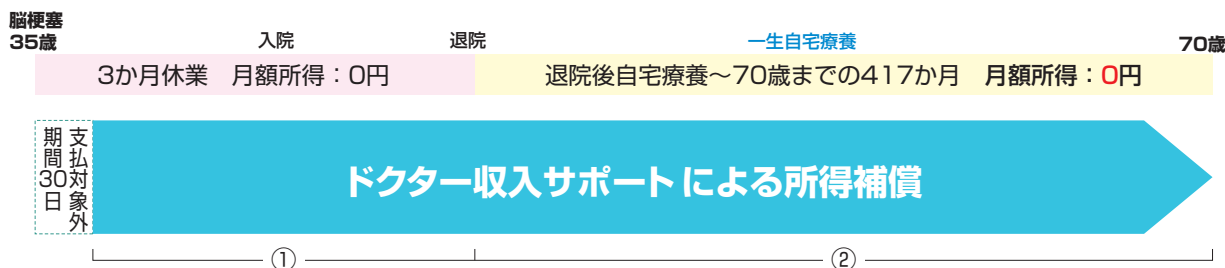 脳梗塞
35歳
入院
退院
一生自宅療養
70歳
3か月休業 月額所得:0円
退院後自宅療養～70歳までの417か月 月額所得:0円
支払対象外
期間30日
ドクター収入サポートによる所得補償
①
②